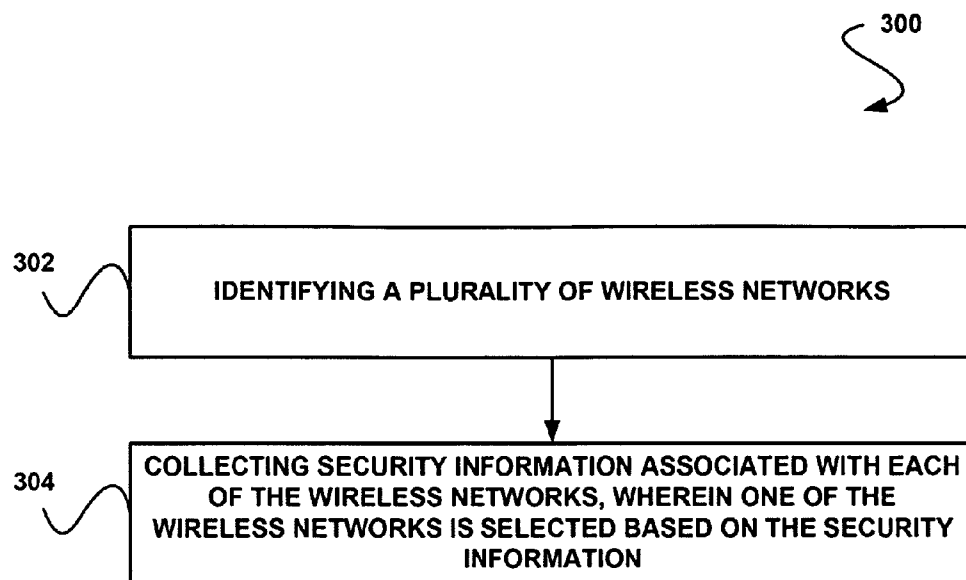 300
302
IDENTIFYING A PLURALITY OF WIRELESS NETWORKS
304
COLLECTING SECURITY INFORMATION ASSOCIATED WITH EACH
OF THE WIRELESS NETWORKS, WHEREIN ONE OF THE
WIRELESS NETWORKS IS SELECTED BASED ON THE SECURITY
INFORMATION